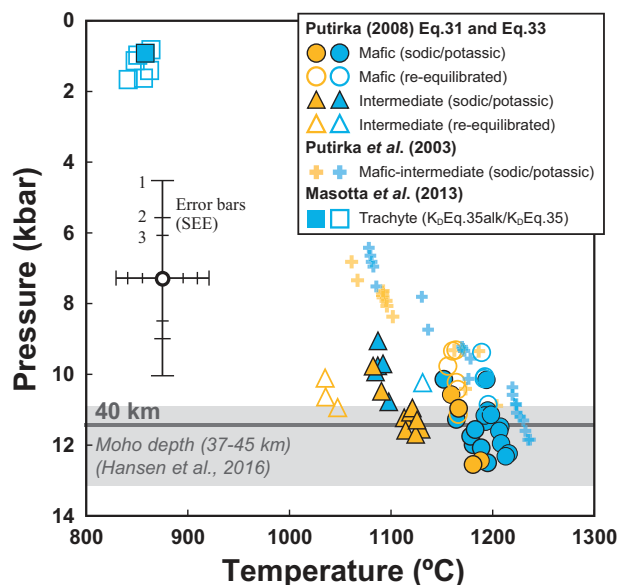 Putirka (2008) Eq.31 and Eq.33
Mafic (sodic/potassic)
Mafic (re-equilibrated)
Intermediate (sodic/potassic)
Intermediate (re-equilibrated)
Putirka et al. (2003)
Mafic-intermediate (sodic/potassic)
Masotta et al. (2013)
Trachyte (KDEq.35alk/KDEq.35)
Pressure (kbar)
0
2
4
6
8
10
12
14
1
2
3
Error bars
(SEE)
40 km
Moho depth (37-45 km)
(Hansen et al., 2016)
800 900 1000 1100 1200 1300
Temperature (ºC)